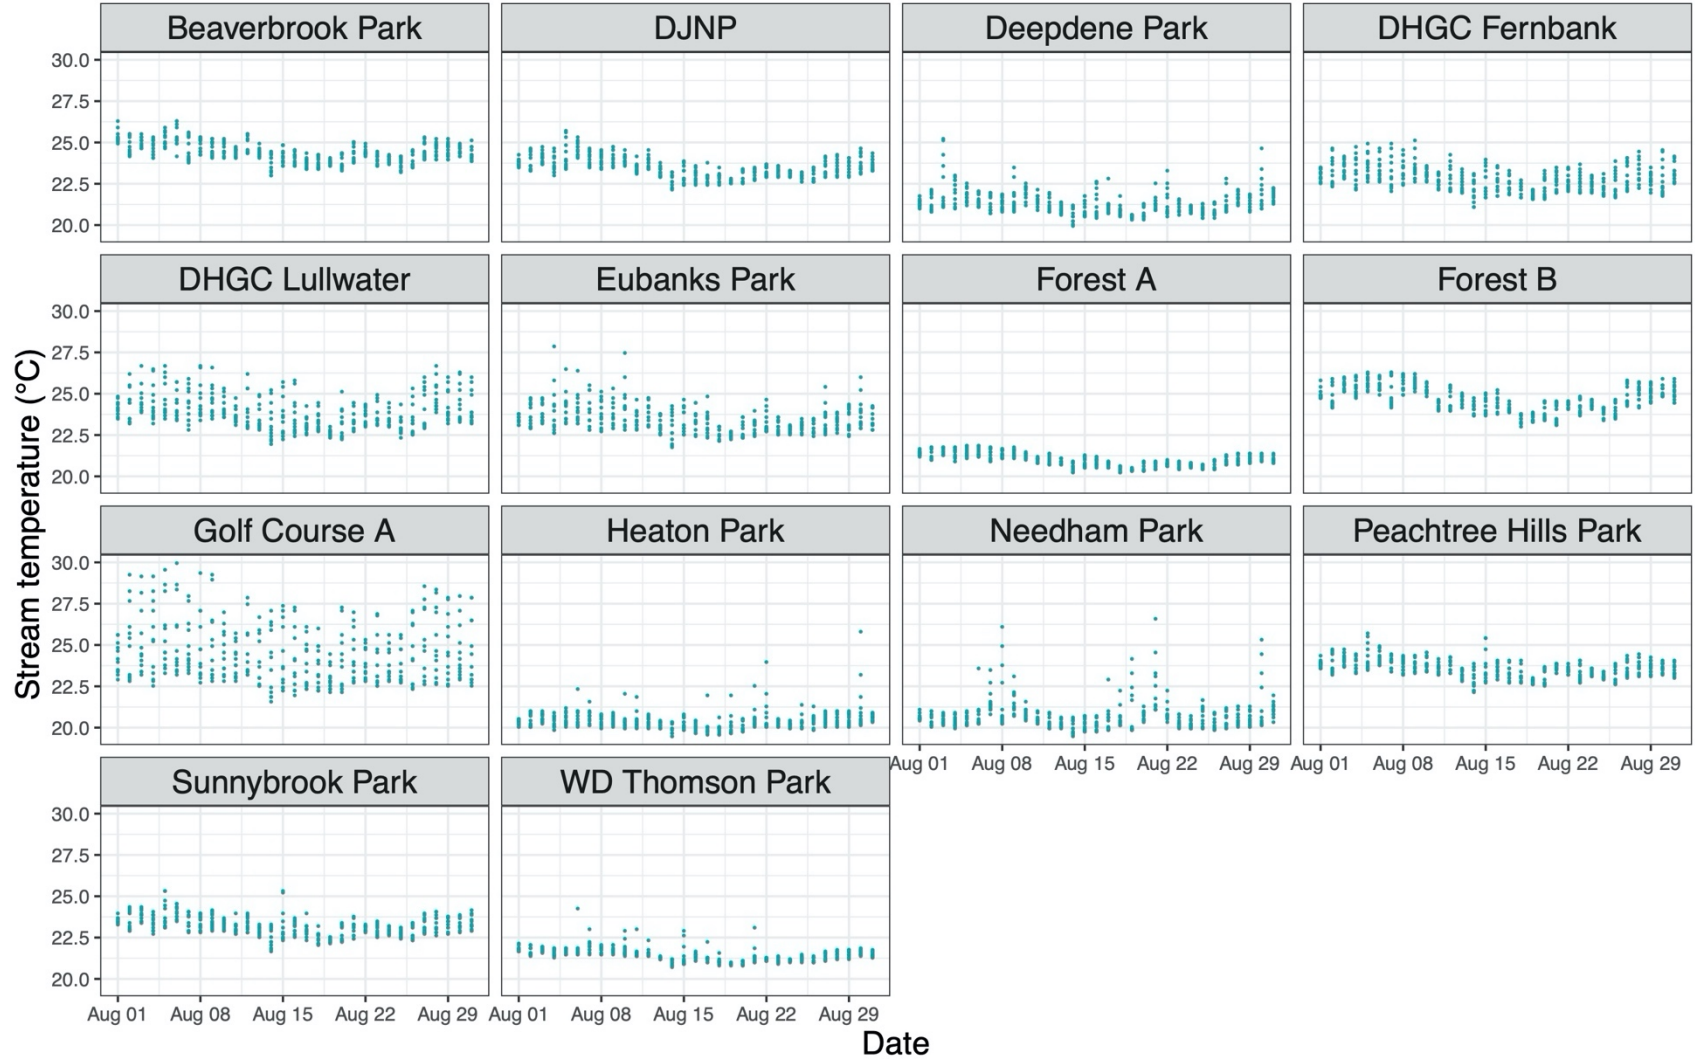 Beaverbrook Park DJNP Deepdene Park DHGC Fernbank
30.0
27.5
25.0
22.5
20.0
DHGC Lullwater Eubanks Park Forest A Forest B
30.0
27.5
25.0
22.5
20.0
Stream temperature (°C)
Golf Course A Heaton Park Needham Park Peachtree Hills Park
30.0
27.5
25.0
22.5
20.0
Aug 01 Aug 08 Aug 15 Aug 22 Aug 29 Aug 01 Aug 08 Aug 15 Aug 22 Aug 29
Sunnybrook Park WD Thomson Park
30.0
27.5
25.0
22.5
20.0
Aug 01 Aug 08 Aug 15 Aug 22 Aug 29 Aug 01 Aug 08 Aug 15 Aug 22 Aug 29
Date